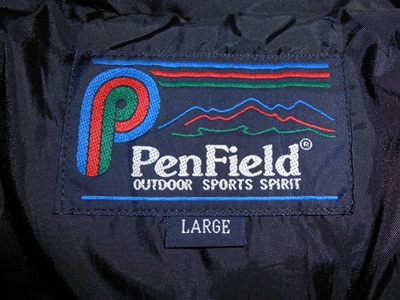 P
PenField®
OUTDOOR SPORTS SPIRIT
LARGE